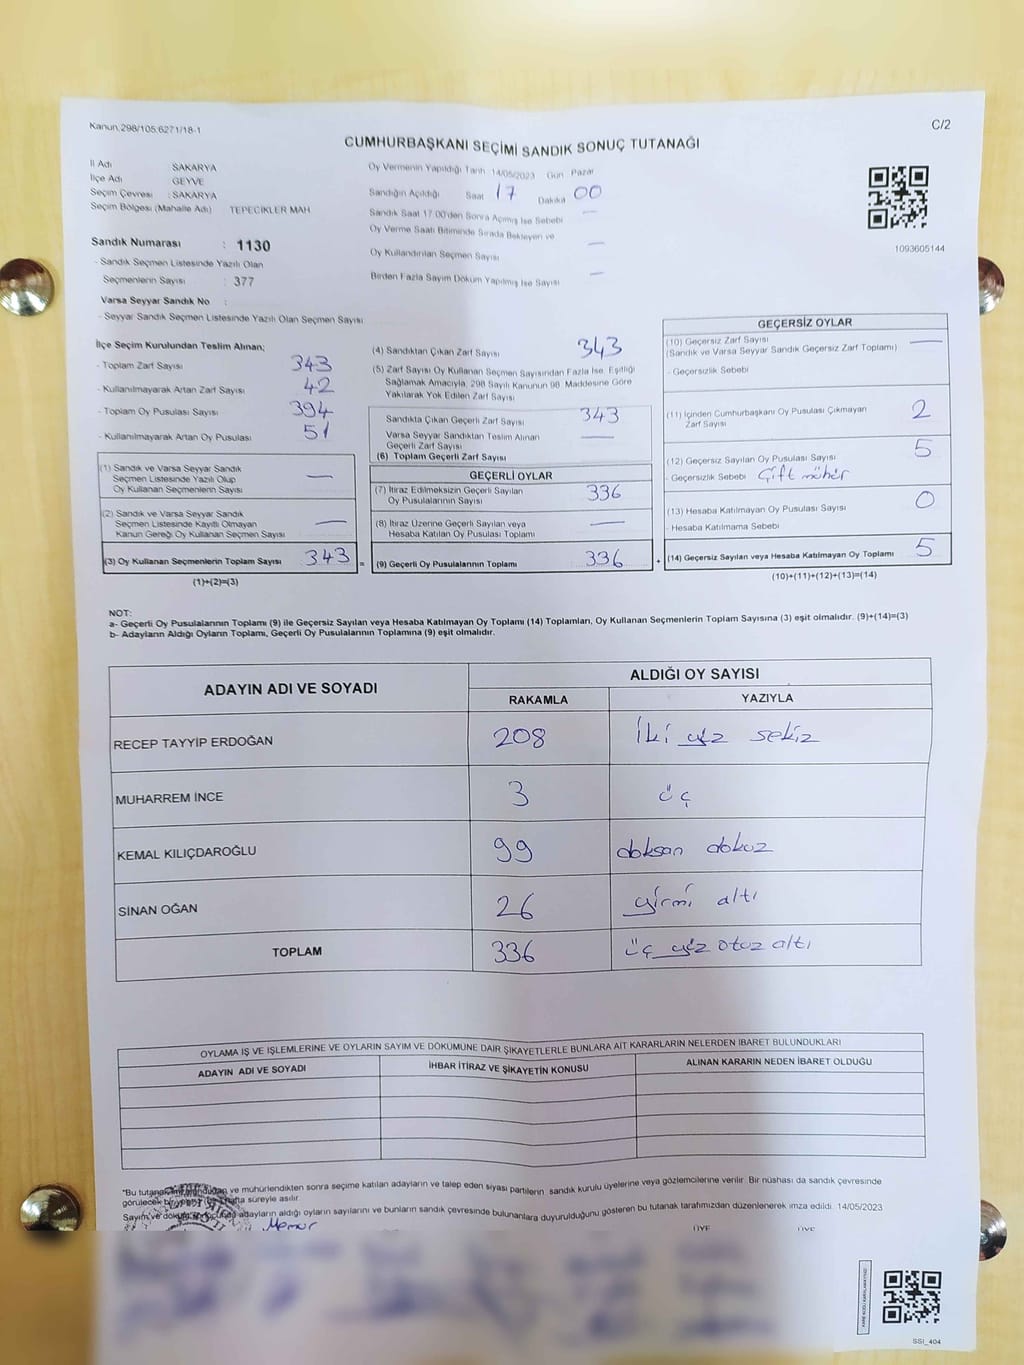 Kanun:298/105:6271/18-1
C/2
CUMHURBAŞKANI SEÇİMİ SANDIK SONUÇ TUTANAĞI
İl Adı SAKARYA
İlçe Adı GEYVE
Seçim Çevresi : SAKARYA
Seçim Bölgesi (Mahalle Adı) TEPECİKLER MAH
Sandık Numarası : 1130
- Sandık Seçmen Listesinde Yazılı Olan
Seçmenlerin Sayısı : 377
Varsa Seyyar Sandık No :
- Seyyar Sandık Seçmen Listesinde Yazılı Olan Seçmen Sayısı
Oy Vermenin Yapıldığı Tarih 14/05/2023 Gün Pazar
Sandığın Açıldığı Saat 17 Dakika 00
Sandık Saat 17.00'den Sonra Açılmış İse Sebebi —
Oy Verme Saati Bitiminde Sırada Bekleyen ve
Oy Kullandırılan Seçmen Sayısı —
Birden Fazla Sayım Döküm Yapılmış İse Sayısı —
1093605144
İlçe Seçim Kurulundan Teslim Alınan;
- Toplam Zarf Sayısı 343
- Kullanılmayarak Artan Zarf Sayısı 42
- Toplam Oy Pusulası Sayısı 394
- Kullanılmayarak Artan Oy Pusulası 51
(1) Sandık ve Varsa Seyyar Sandık
Seçmen Listesinde Yazılı Olup
Oy Kullanan Seçmenlerin Sayısı —
(2) Sandık ve Varsa Seyyar Sandık
Seçmen Listesinde Kayıtlı Olmayan
Kanun Gereği Oy Kullanan Seçmen Sayısı —
(3) Oy Kullanan Seçmenlerin Toplam Sayısı 343 =
(1)+(2)=(3)
(4) Sandıktan Çıkan Zarf Sayısı 343
(5) Zarf Sayısı Oy Kullanan Seçmen Sayısından Fazla İse, Eşitliği
Sağlamak Amacıyla, 298 Sayılı Kanunun 98. Maddesine Göre
Yakılarak Yok Edilen Zarf Sayısı
Sandıkta Çıkan Geçerli Zarf Sayısı 343
Varsa Seyyar Sandıktan Teslim Alınan
Geçerli Zarf Sayısı —
(6) Toplam Geçerli Zarf Sayısı
GEÇERLİ OYLAR
(7) İtiraz Edilmeksizin Geçerli Sayılan
Oy Pusulalarının Sayısı 336
(8) İtiraz Üzerine Geçerli Sayılan veya
Hesaba Katılan Oy Pusulası Toplamı —
(9) Geçerli Oy Pusulalarının Toplamı 336 +
GEÇERSİZ OYLAR
(10) Geçersiz Zarf Sayısı —
(Sandık ve Varsa Seyyar Sandık Geçersiz Zarf Toplamı)
- Geçersizlik Sebebi
(11) İçinden Cumhurbaşkanı Oy Pusulası Çıkmayan
Zarf Sayısı 2
(12) Geçersiz Sayılan Oy Pusulası Sayısı 5
- Geçersizlik Sebebi Çift mühür
(13) Hesaba Katılmayan Oy Pusulası Sayısı 0
- Hesaba Katılmama Sebebi
(14) Geçersiz Sayılan veya Hesaba Katılmayan Oy Toplamı 5
(10)+(11)+(12)+(13)=(14)
NOT:
a- Geçerli Oy Pusulalarının Toplamı (9) ile Geçersiz Sayılan veya Hesaba Katılmayan Oy Toplamı (14) Toplamları, Oy Kullanan Seçmenlerin Toplam Sayısına (3) eşit olmalıdır. (9)+(14)=(3)
b- Adayların Aldığı Oyların Toplamı, Geçerli Oy Pusulalarının Toplamına (9) eşit olmalıdır.
ADAYIN ADI VE SOYADI
ALDIĞI OY SAYISI
RAKAMLA YAZIYLA
RECEP TAYYİP ERDOĞAN 208 İki yüz sekiz
MUHARREM İNCE 3 üç
KEMAL KILIÇDAROĞLU 99 doksan dokuz
SİNAN OĞAN 26 yirmi altı
TOPLAM 336 üç yüz otuz altı
OYLAMA İŞ VE İŞLEMLERİNE VE OYLARIN SAYIM VE DÖKÜMÜNE DAİR ŞİKAYETLERLE BUNLARA AİT KARARLARIN NELERDEN İBARET BULUNDUKLARI
ADAYIN ADI VE SOYADI İHBAR İTİRAZ VE ŞİKAYETİN KONUSU ALINAN KARARIN NEDEN İBARET OLDUĞU
"Bu tutanak ve mühürlendikten sonra seçime katılan adayların ve talep eden siyasi partilerin sandık kurulu üyelerine veya gözlemcilerine verilir. Bir nüshası da sandık çevresinde
görülecek bir yere bir hafta süreyle asılır.
Sayım ve döküm adayların aldığı oyların sayılarını ve bunların sandık çevresinde bulunanlara duyurulduğunu gösteren bu tutanak tarafımızdan düzenlenerek imza edildi. 14/05/2023
Memur ÜYE ÜYE
SSI_404